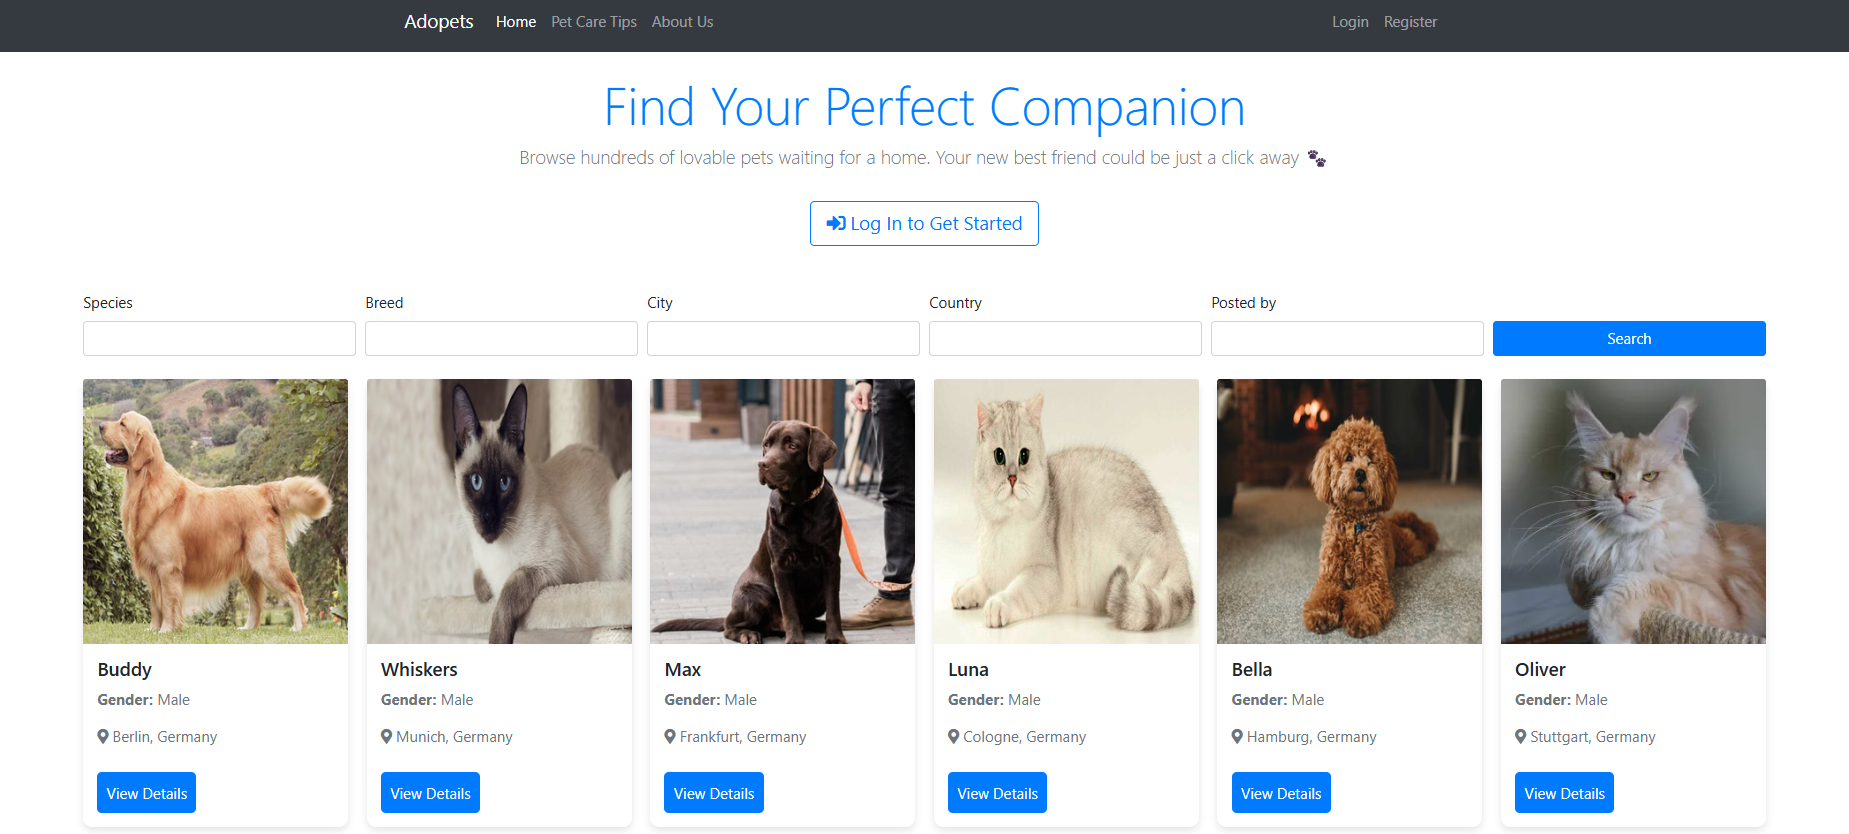 Adopets Home Pet Care Tips About Us Login Register
Find Your Perfect Companion
Browse hundreds of lovable pets waiting for a home. Your new best friend could be just a click away
Log In to Get Started
Species Breed City Country Posted by
Search
Buddy Whiskers Max Luna Bella Oliver
Gender: Male Gender: Male Gender: Male Gender: Male Gender: Male Gender: Male
Berlin, Germany Munich, Germany Frankfurt, Germany Cologne, Germany Hamburg, Germany Stuttgart, Germany
View Details View Details View Details View Details View Details View Details